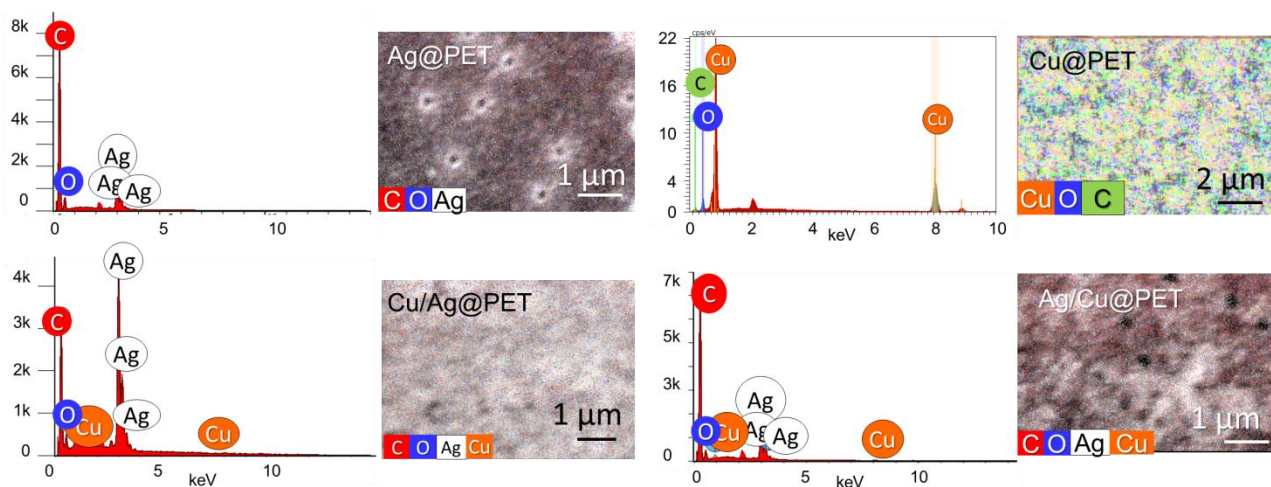 8k
6k
4k
2k
0
C
O
Ag
Ag
Ag
0
5
10
keV
Ag@PET
1 µm
C O Ag
cps/eV
22
16
10
4
0
C
O
Cu
Cu
0
2
4
6
8
10
keV
Cu@PET
2 µm
Cu O C
4k
3k
2k
1k
0
C
O
Cu
Ag
Ag
Ag
Cu
0
5
10
keV
Cu/Ag@PET
1 µm
C O Ag Cu
7k
5k
3k
2k
0
C
O
Cu
Ag
Ag
Ag
Cu
0
5
10
keV
Ag/Cu@PET
1 µm
C O Ag Cu